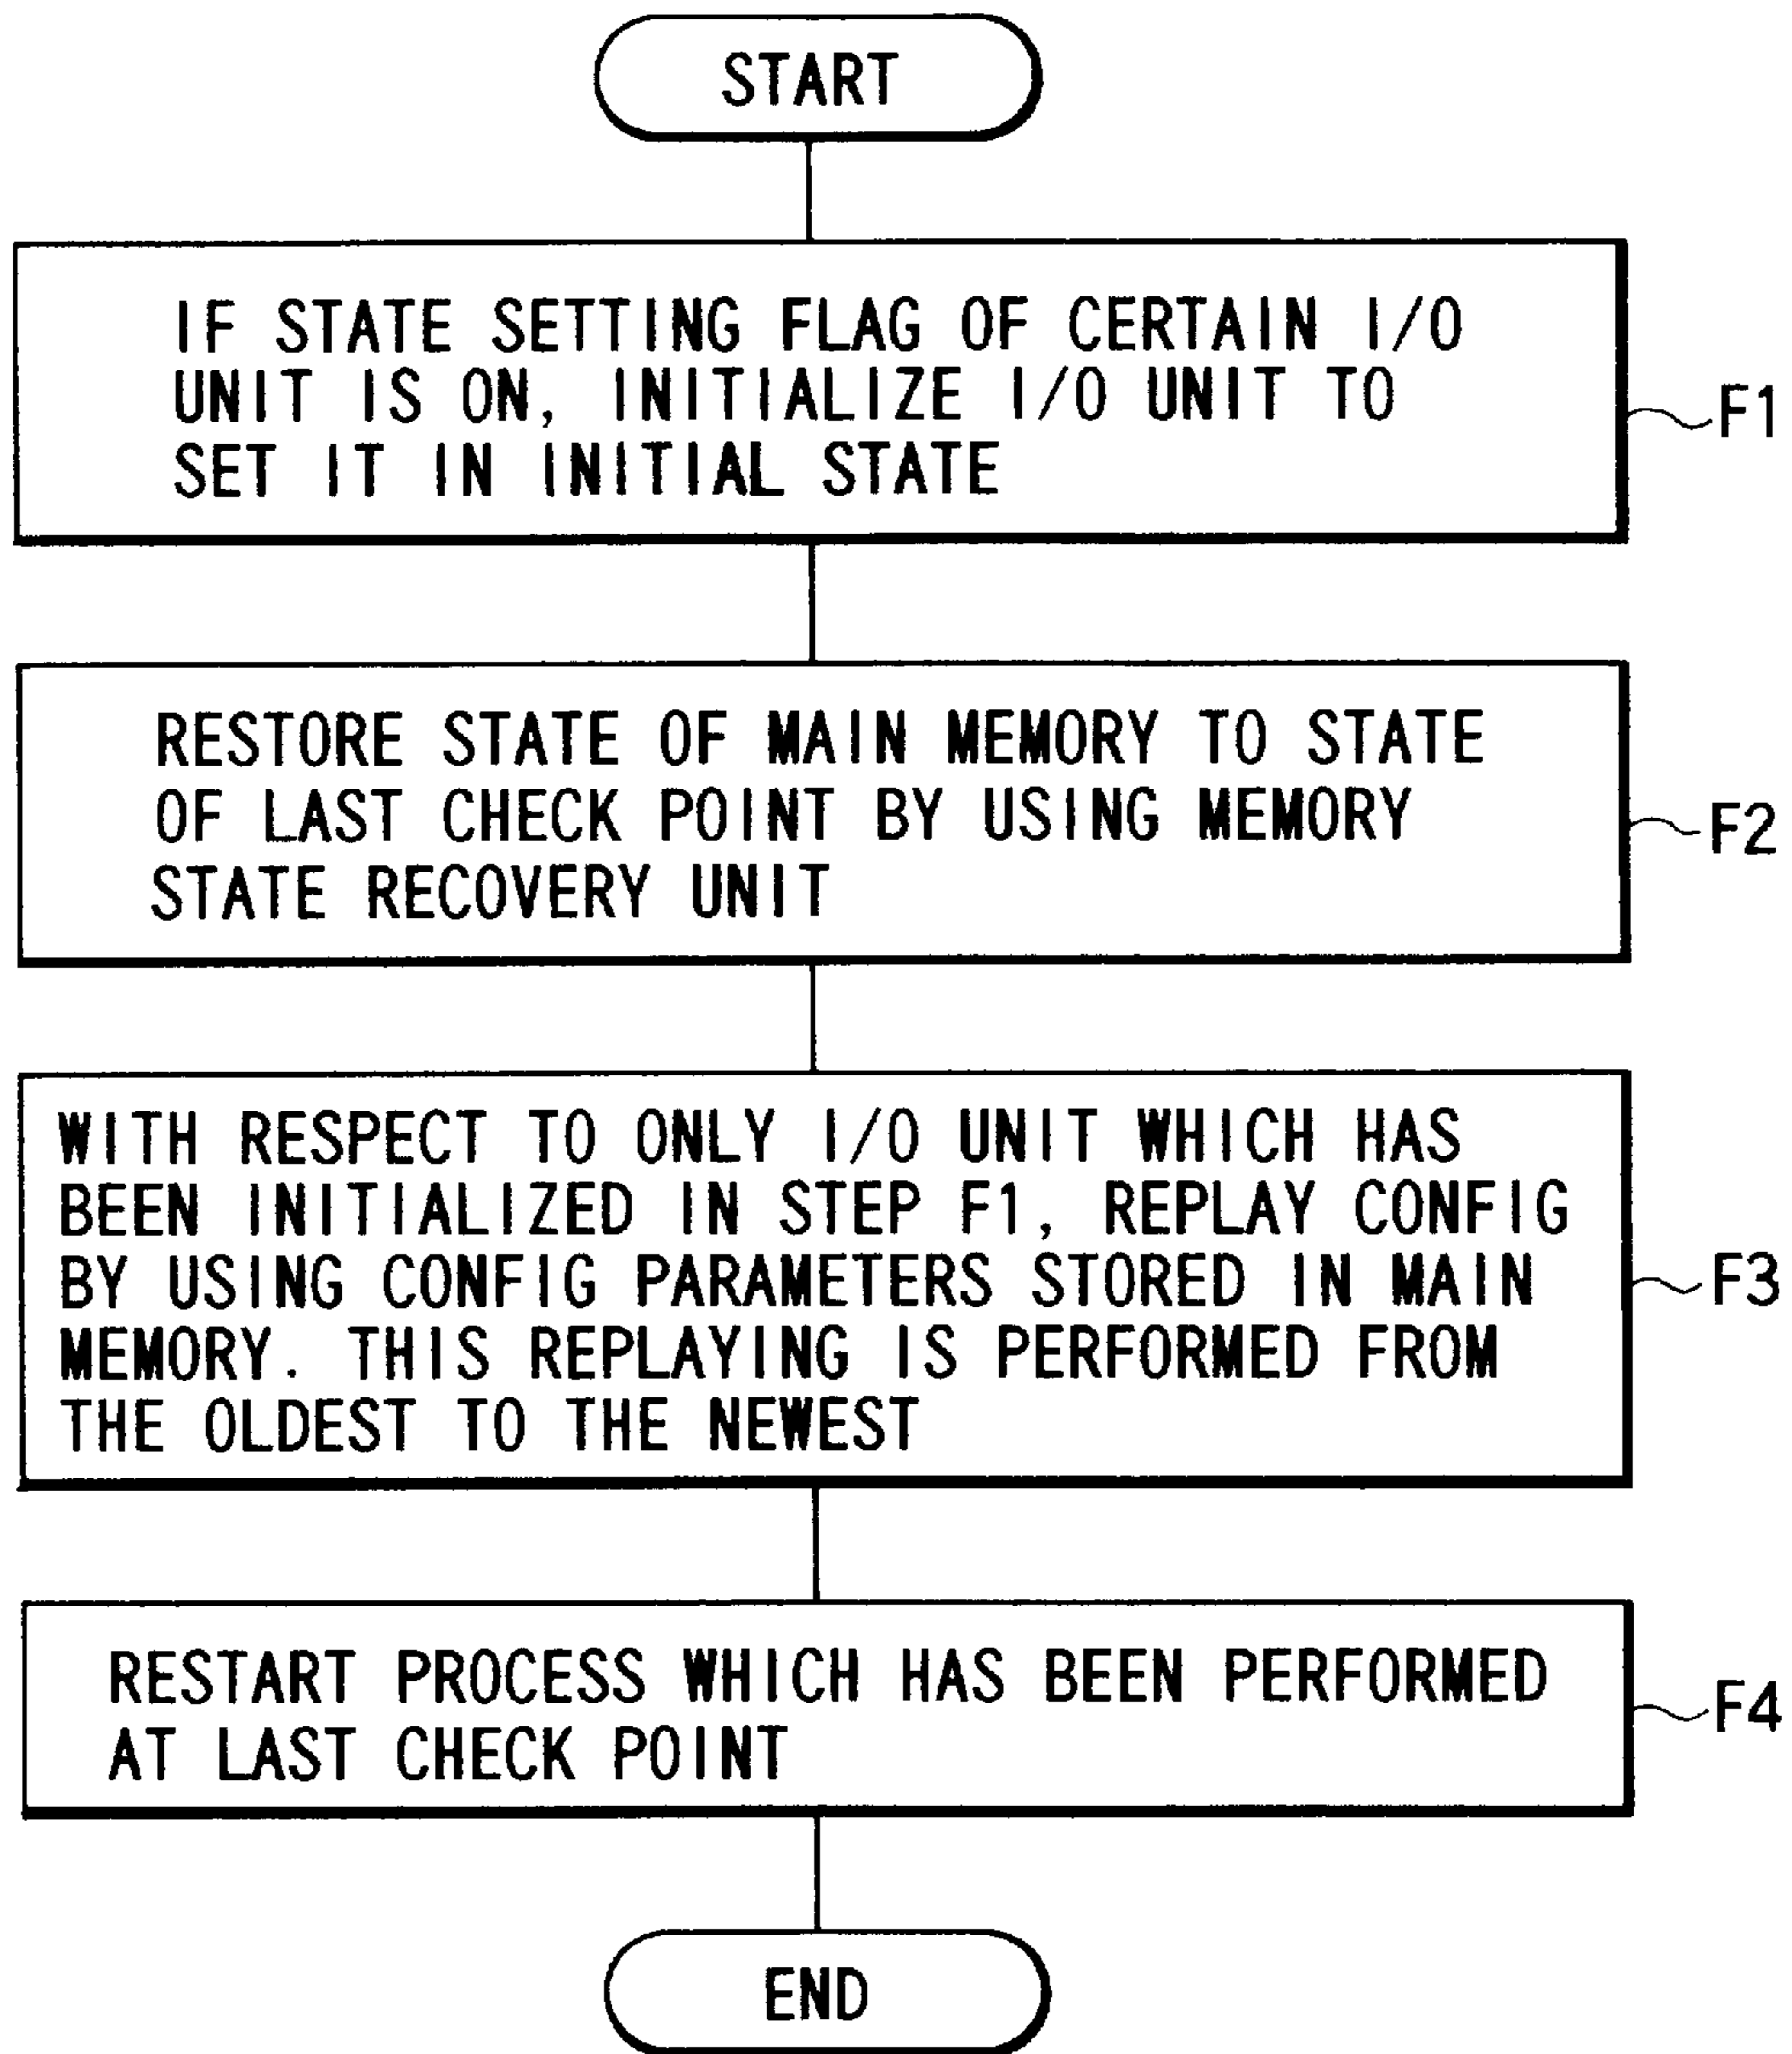 START
IF STATE SETTING FLAG OF CERTAIN I/O
UNIT IS ON, INITIALIZE I/O UNIT TO
SET IT IN INITIAL STATE
F1
RESTORE STATE OF MAIN MEMORY TO STATE
OF LAST CHECK POINT BY USING MEMORY
STATE RECOVERY UNIT
F2
WITH RESPECT TO ONLY I/O UNIT WHICH HAS
BEEN INITIALIZED IN STEP F1, REPLAY CONFIG
BY USING CONFIG PARAMETERS STORED IN MAIN
MEMORY. THIS REPLAYING IS PERFORMED FROM
THE OLDEST TO THE NEWEST
F3
RESTART PROCESS WHICH HAS BEEN PERFORMED
AT LAST CHECK POINT
F4
END